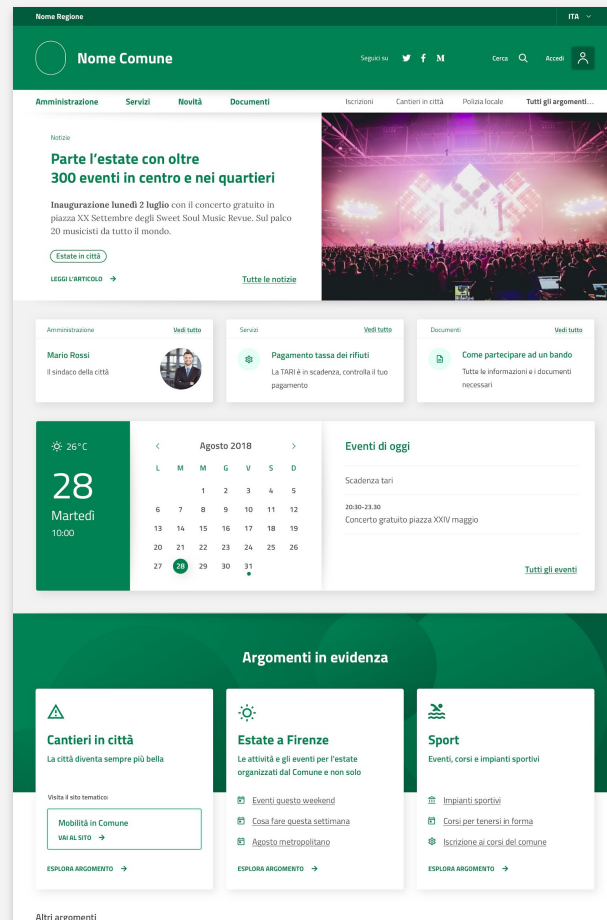 Nome Regione
ITA
Nome Comune
Seguici su
Cerca
Accedi
Amministrazione Servizi Novità Documenti
Iscrizioni Cantieri in città Polizia locale Tutti gli argomenti...
Notizie
Parte l'estate con oltre
300 eventi in centro e nei quartieri
Inaugurazione lunedì 2 luglio con il concerto gratuito in
piazza XX Settembre degli Sweet Soul Music Revue. Sul palco
20 musicisti da tutto il mondo.
Estate in città
LEGGI L'ARTICOLO →
Tutte le notizie
Amministrazione Vedi tutto
Mario Rossi
Il sindaco della città
Servizi Vedi tutto
Pagamento tassa dei rifiuti
La TARI è in scadenza, controlla il tuo
pagamento
Documenti Vedi tutto
Come partecipare ad un bando
Tutte le informazioni e i documenti
necessari
26°C
28
Martedì
10:00
< Agosto 2018 >
L M M G V S D
1 2 3 4 5
6 7 8 9 10 11 12
13 14 15 16 17 18 19
20 21 22 23 24 25 26
27 28 29 30 31
Eventi di oggi
Scadenza tari
20:30-23.30
Concerto gratuito piazza XXIV maggio
Tutti gli eventi
Argomenti in evidenza
Cantieri in città
La città diventa sempre più bella
Visita il sito tematico:
Mobilità in Comune
VAI AL SITO →
ESPLORA ARGOMENTO →
Estate a Firenze
Le attività e gli eventi per l'estate
organizzati dal Comune e non solo
Eventi questo weekend
Cosa fare questa settimana
Agosto metropolitano
ESPLORA ARGOMENTO →
Sport
Eventi, corsi e impianti sportivi
Impianti sportivi
Corsi per tenersi in forma
Iscrizione ai corsi del comune
ESPLORA ARGOMENTO →
Altri argomenti